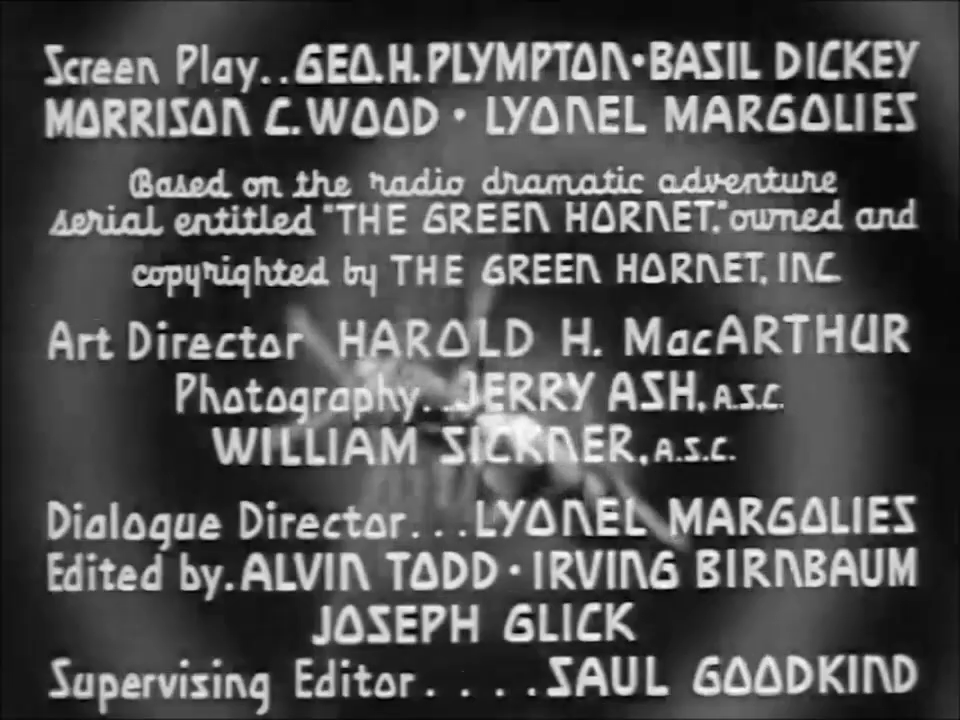 Screen Play..GEO.H.PLYMPTON•BASIL DICKEY
MORRISON C.WOOD • LYONEL MARGOLIES
Based on the radio dramatic adventure
serial entitled "THE GREEN HORNET," owned and
copyrighted by THE GREEN HORNET, INC
Art Director HAROLD H. MacARTHUR
Photography...JERRY ASH, A.S.C.
WILLIAM SICKNER, A.S.C.
Dialogue Director...LYONEL MARGOLIES
Edited by.ALVIN TODD•IRVING BIRNBAUM
JOSEPH GLICK
Supervising Editor....SAUL GOODKIND